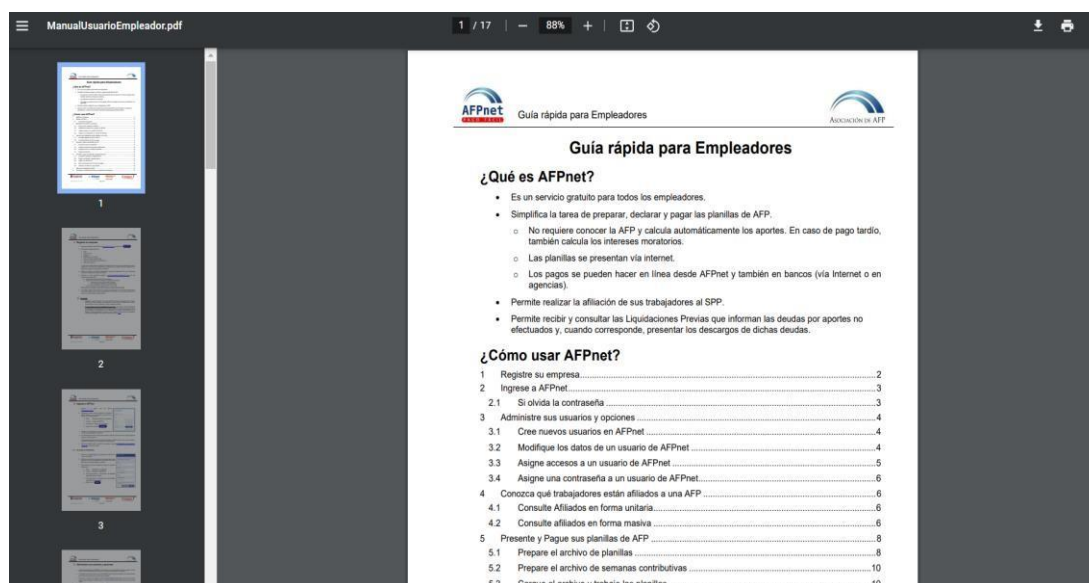 ManualUsuarioEmpleador.pdf
1 / 17
88%
1
2
3
AFPnet
PAGO FÁCIL
Guía rápida para Empleadores
ASOCIACIÓN DE AFP
Guía rápida para Empleadores
¿Qué es AFPnet?
• Es un servicio gratuito para todos los empleadores.
• Simplifica la tarea de preparar, declarar y pagar las planillas de AFP.
o No requiere conocer la AFP y calcula automáticamente los aportes. En caso de pago tardío,
también calcula los intereses moratorios.
o Las planillas se presentan vía internet.
o Los pagos se pueden hacer en línea desde AFPnet y también en bancos (vía Internet o en
agencias).
• Permite realizar la afiliación de sus trabajadores al SPP.
• Permite recibir y consultar las Liquidaciones Previas que informan las deudas por aportes no
efectuados y, cuando corresponde, presentar los descargos de dichas deudas.
¿Cómo usar AFPnet?
1 Registre su empresa 2
2 Ingrese a AFPnet 3
2.1 Si olvida la contraseña 3
3 Administre sus usuarios y opciones 4
3.1 Cree nuevos usuarios en AFPnet 4
3.2 Modifique los datos de un usuario de AFPnet 4
3.3 Asigne accesos a un usuario de AFPnet 5
3.4 Asigne una contraseña a un usuario de AFPnet 6
4 Conozca qué trabajadores están afiliados a una AFP 6
4.1 Consulte Afiliados en forma unitaria 6
4.2 Consulte afiliados en forma masiva 6
5 Presente y Pague sus planillas de AFP 8
5.1 Prepare el archivo de planillas 8
5.2 Prepare el archivo de semanas contributivas 10